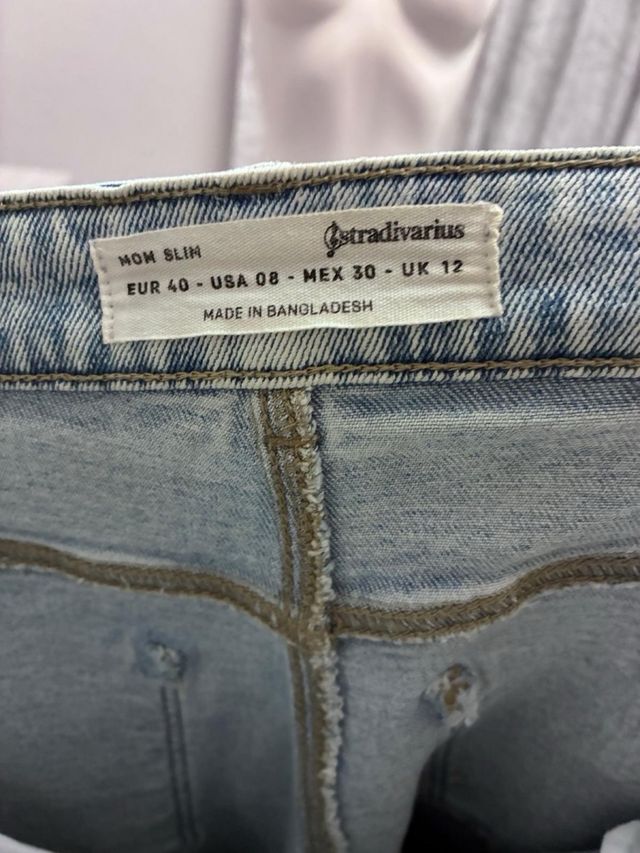 stradivarius
MOM SLIM
EUR 40 - USA 08 - MEX 30 - UK 12
MADE IN BANGLADESH